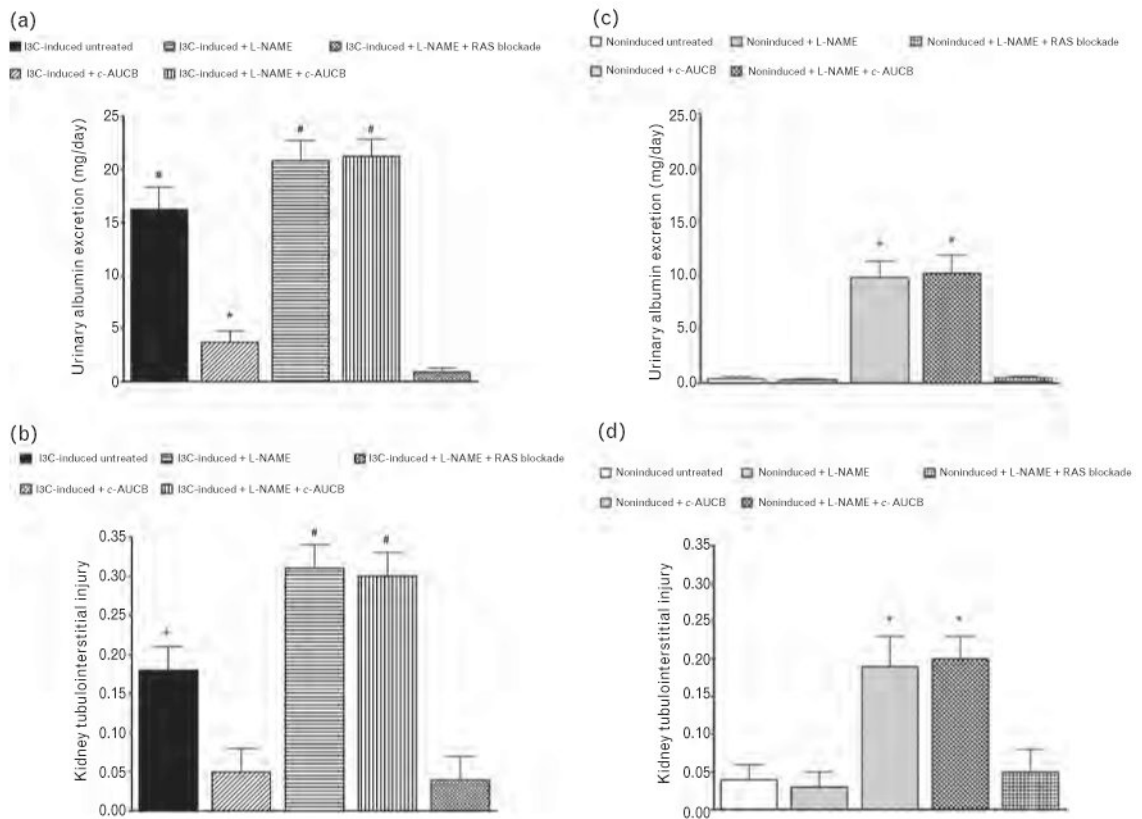 (a)
I3C-induced untreated I3C-induced + L-NAME I3C-induced + L-NAME + RAS blockade
I3C-induced + c-AUCB I3C-induced + L-NAME + c-AUCB
Urinary albumin excretion (mg/day)
25
20
15
10
5
0
#
*
#
#
(b)
I3C-induced untreated I3C-induced + L-NAME I3C-induced + L-NAME + RAS blockade
I3C-induced + c-AUCB I3C-induced + L-NAME + c-AUCB
Kidney tubulointerstitial injury
0.35
0.30
0.25
0.20
0.15
0.10
0.05
0.00
#
#
(c)
Noninduced untreated Noninduced + L-NAME Noninduced + L-NAME + RAS blockade
Noninduced + c-AUCB Noninduced + L-NAME + c-AUCB
Urinary albumin excretion (mg/day)
25.0
20.0
15.0
10.0
5.0
0.0
(d)
Noninduced untreated Noninduced + L-NAME Noninduced + L-NAME + RAS blockade
Noninduced + c-AUCB Noninduced + L-NAME + c-AUCB
Kidney tubulointerstitial injury
0.35
0.30
0.25
0.20
0.15
0.10
0.05
0.00